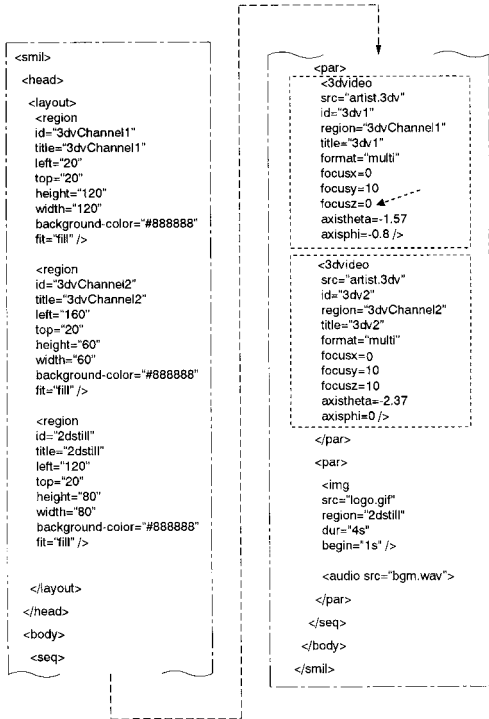 <smil>
<head>
<layout>
<region
id="3dvChannel1"
title="3dvChannel1"
left="20"
top="20"
height="120"
width="120"
background-color="#888888"
fit="fill" />
<region
id="3dvChannel2"
title="3dvChannel2"
left="160"
top="20"
height="60"
width="60"
background-color="#888888"
fit="fill" />
<region
id="2dstill"
title="2dstill"
left="120"
top="20"
height="80"
width="80"
background-color="#888888"
fit="fill" />
</layout>
</head>
<body>
<seq>
<par>
<3dvideo
src="artist.3dv"
id="3dv1"
region="3dvChannel1"
title="3dv1"
format="multi"
focusx=0
focusy=10
focusz=0
axistheta=-1.57
axisphi=-0.8 />
<3dvideo
src="artist.3dv"
id="3dv2"
region="3dvChannel2"
title="3dv2"
format="multi"
focusx=0
focusy=10
focusz=10
axistheta=-2.37
axisphi=0 />
</par>
<par>
<img
src="logo.gif"
region="2dstill"
dur="4s"
begin="1s" />
<audio src="bgm.wav">
</par>
</seq>
</body>
</smil>